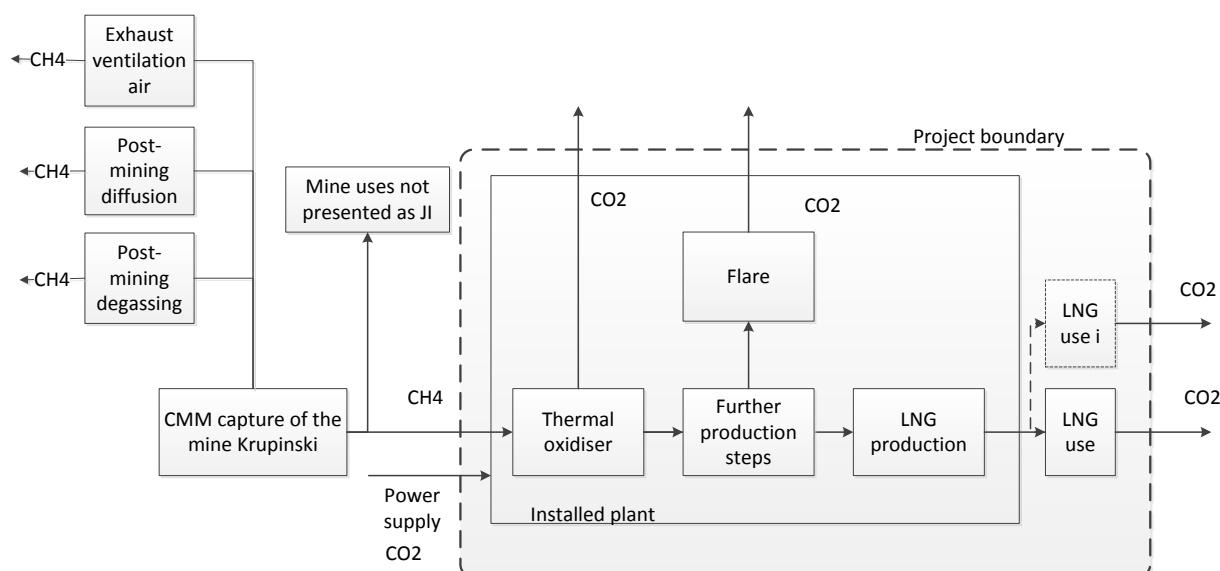 Exhaust
ventilation
air
CH4
Post-
mining
diffusion
CH4
Post-
mining
degassing
CH4
Mine uses not
presented as JI
Project boundary
CO2
CO2
Flare
LNG
use i
CO2
CMM capture of the
mine Krupinski
CH4
Thermal
oxidiser
Further
production
steps
LNG
production
LNG
use
CO2
Power
supply
CO2
Installed plant